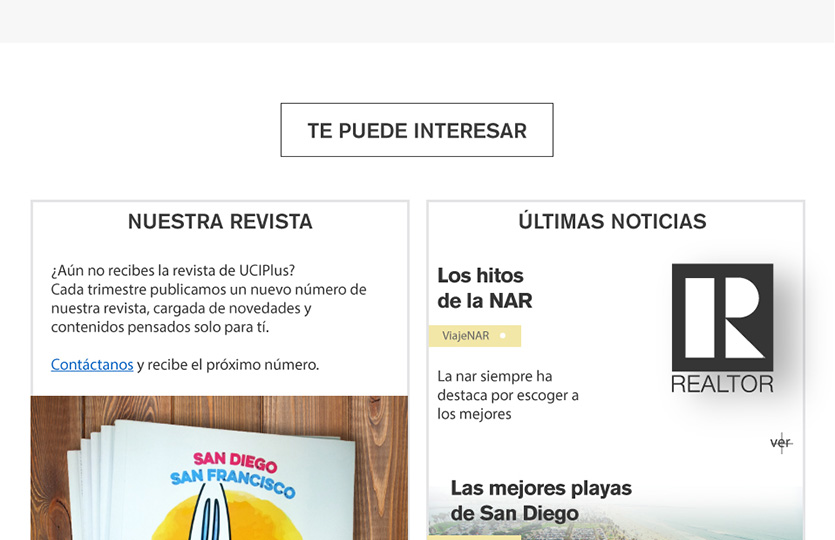 TE PUEDE INTERESAR
NUESTRA REVISTA
¿Aún no recibes la revista de UCIPlus?
Cada trimestre publicamos un nuevo número de
nuestra revista, cargada de novedades y
contenidos pensados solo para tí.
Contáctanos y recibe el próximo número.
SAN DIEGO
SAN FRANCISCO
ÚLTIMAS NOTICIAS
Los hitos
de la NAR
ViajeNAR
La nar siempre ha
destaca por escoger a
los mejores
R
REALTOR
ver
Las mejores playas
de San Diego